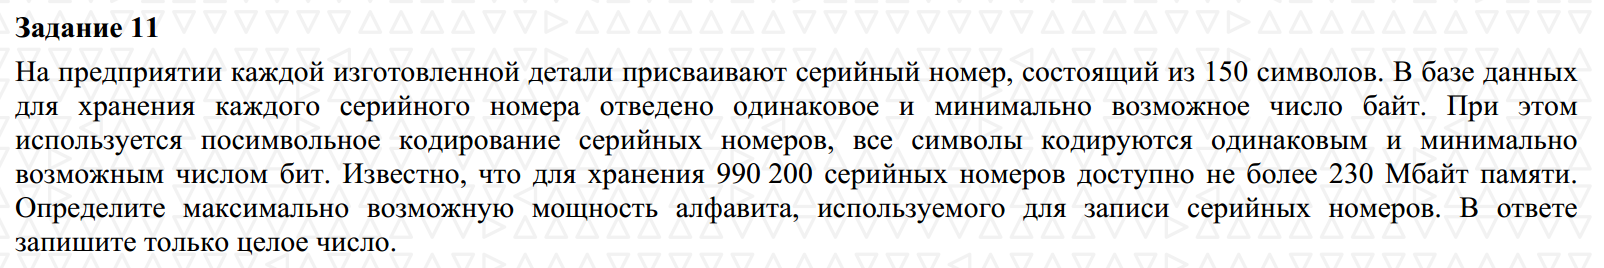 Задание 11
На предприятии каждой изготовленной детали присваивают серийный номер, состоящий из 150 символов. В базе данных
для хранения каждого серийного номера отведено одинаковое и минимально возможное число байт. При этом
используется посимвольное кодирование серийных номеров, все символы кодируются одинаковым и минимально
возможным числом бит. Известно, что для хранения 990 200 серийных номеров доступно не более 230 Мбайт памяти.
Определите максимально возможную мощность алфавита, используемого для записи серийных номеров. В ответе
запишите только целое число.